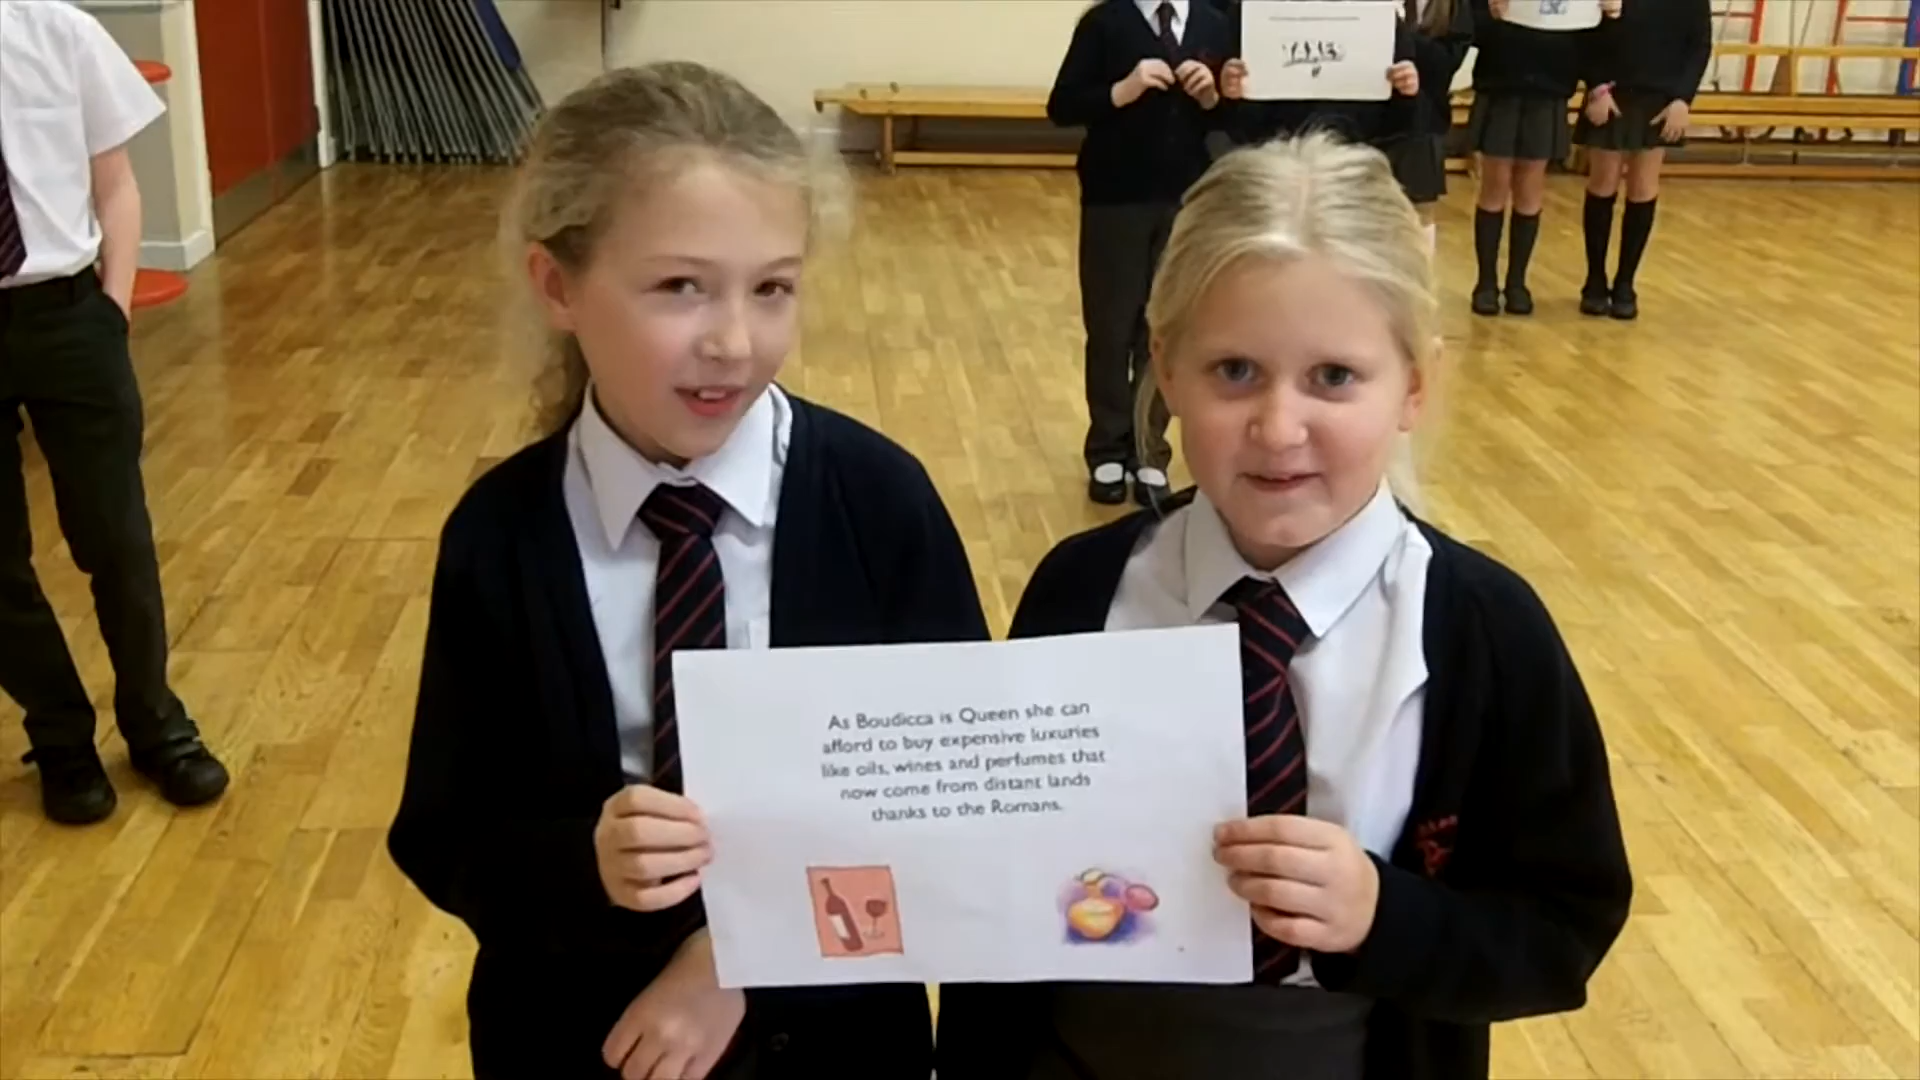 As Boudicca is Queen she can
afford to buy expensive luxuries
like oils, wines and perfumes that
now come from distant lands
thanks to the Romans.